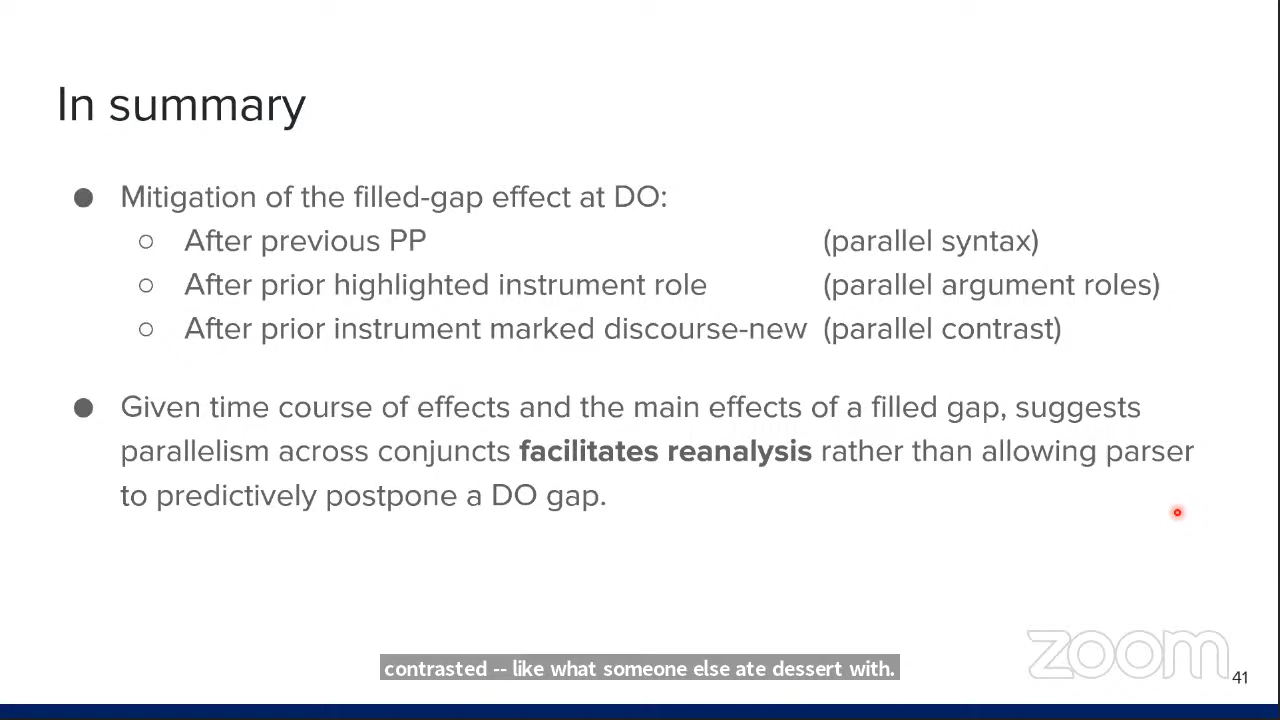 In summary
● Mitigation of the filled-gap effect at DO:
○ After previous PP (parallel syntax)
○ After prior highlighted instrument role (parallel argument roles)
○ After prior instrument marked discourse-new (parallel contrast)
● Given time course of effects and the main effects of a filled gap, suggests
parallelism across conjuncts facilitates reanalysis rather than allowing parser
to predictively postpone a DO gap.
contrasted -- like what someone else ate dessert with.
zoom
41